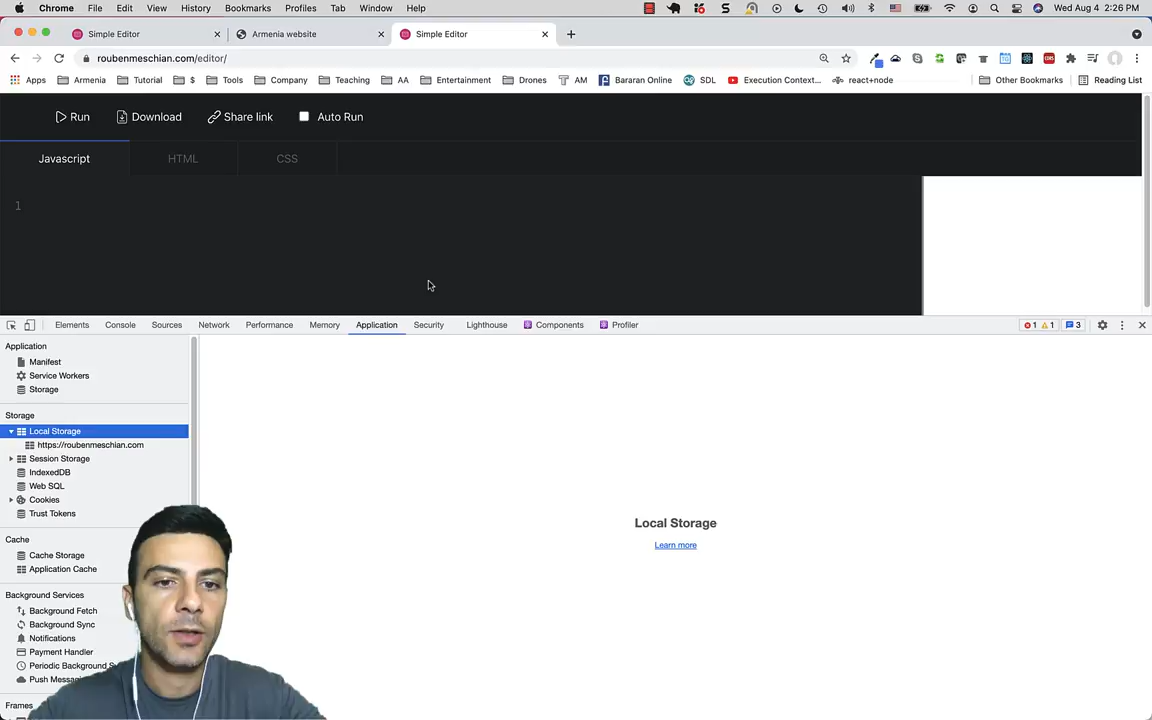 Chrome File Edit View History Bookmarks Profiles Tab Window Help Wed Aug 4 2:26 PM
Simple Editor Armenia website Simple Editor
roubenmeschian.com/editor/
Apps Armenia Tutorial $ Tools Company Teaching AA Entertainment Drones AM Bararan Online SDL Execution Context... react+node Other Bookmarks Reading List
Run Download Share link Auto Run
Javascript HTML CSS
1
Elements Console Sources Network Performance Memory Application Security Lighthouse Components Profiler 1 1 3
Application
Manifest
Service Workers
Storage
Storage
Local Storage
https://roubenmeschian.com
Session Storage
IndexedDB
Web SQL
Cookies
Trust Tokens
Local Storage
Learn more
Cache
Cache Storage
Application Cache
Background Services
Background Fetch
Background Sync
Notifications
Payment Handler
Periodic Background S
Push Messa
Frames